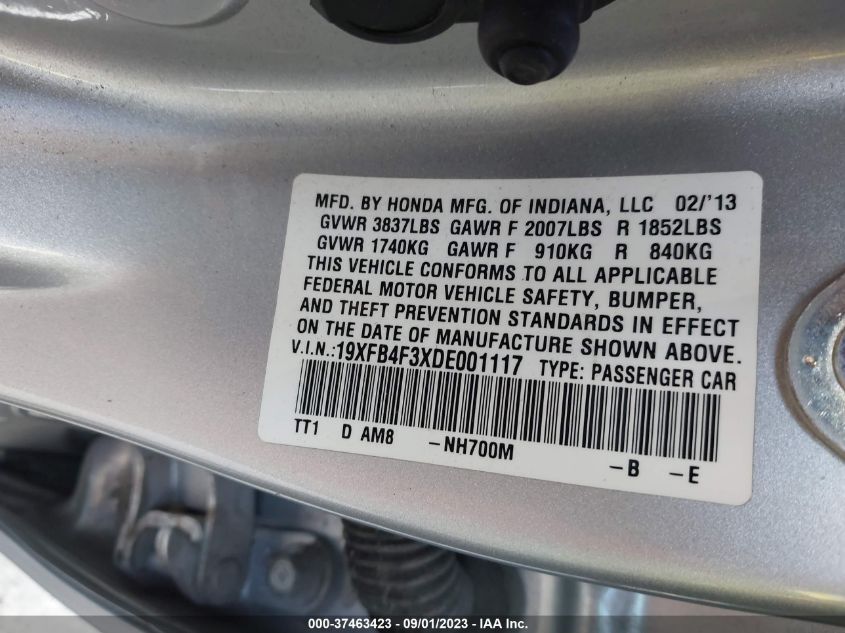 MFD. BY HONDA MFG. OF INDIANA, LLC 02/'13
GVWR 3837LBS GAWR F 2007LBS R 1852LBS
GVWR 1740KG GAWR F 910KG R 840KG
THIS VEHICLE CONFORMS TO ALL APPLICABLE
FEDERAL MOTOR VEHICLE SAFETY, BUMPER,
AND THEFT PREVENTION STANDARDS IN EFFECT
ON THE DATE OF MANUFACTURE SHOWN ABOVE.
V.I.N.:19XFB4F3XDE001117 TYPE: PASSENGER CAR
TT1 D AM8 -NH700M -B -E
000-37463423 - 09/01/2023 - IAA Inc.